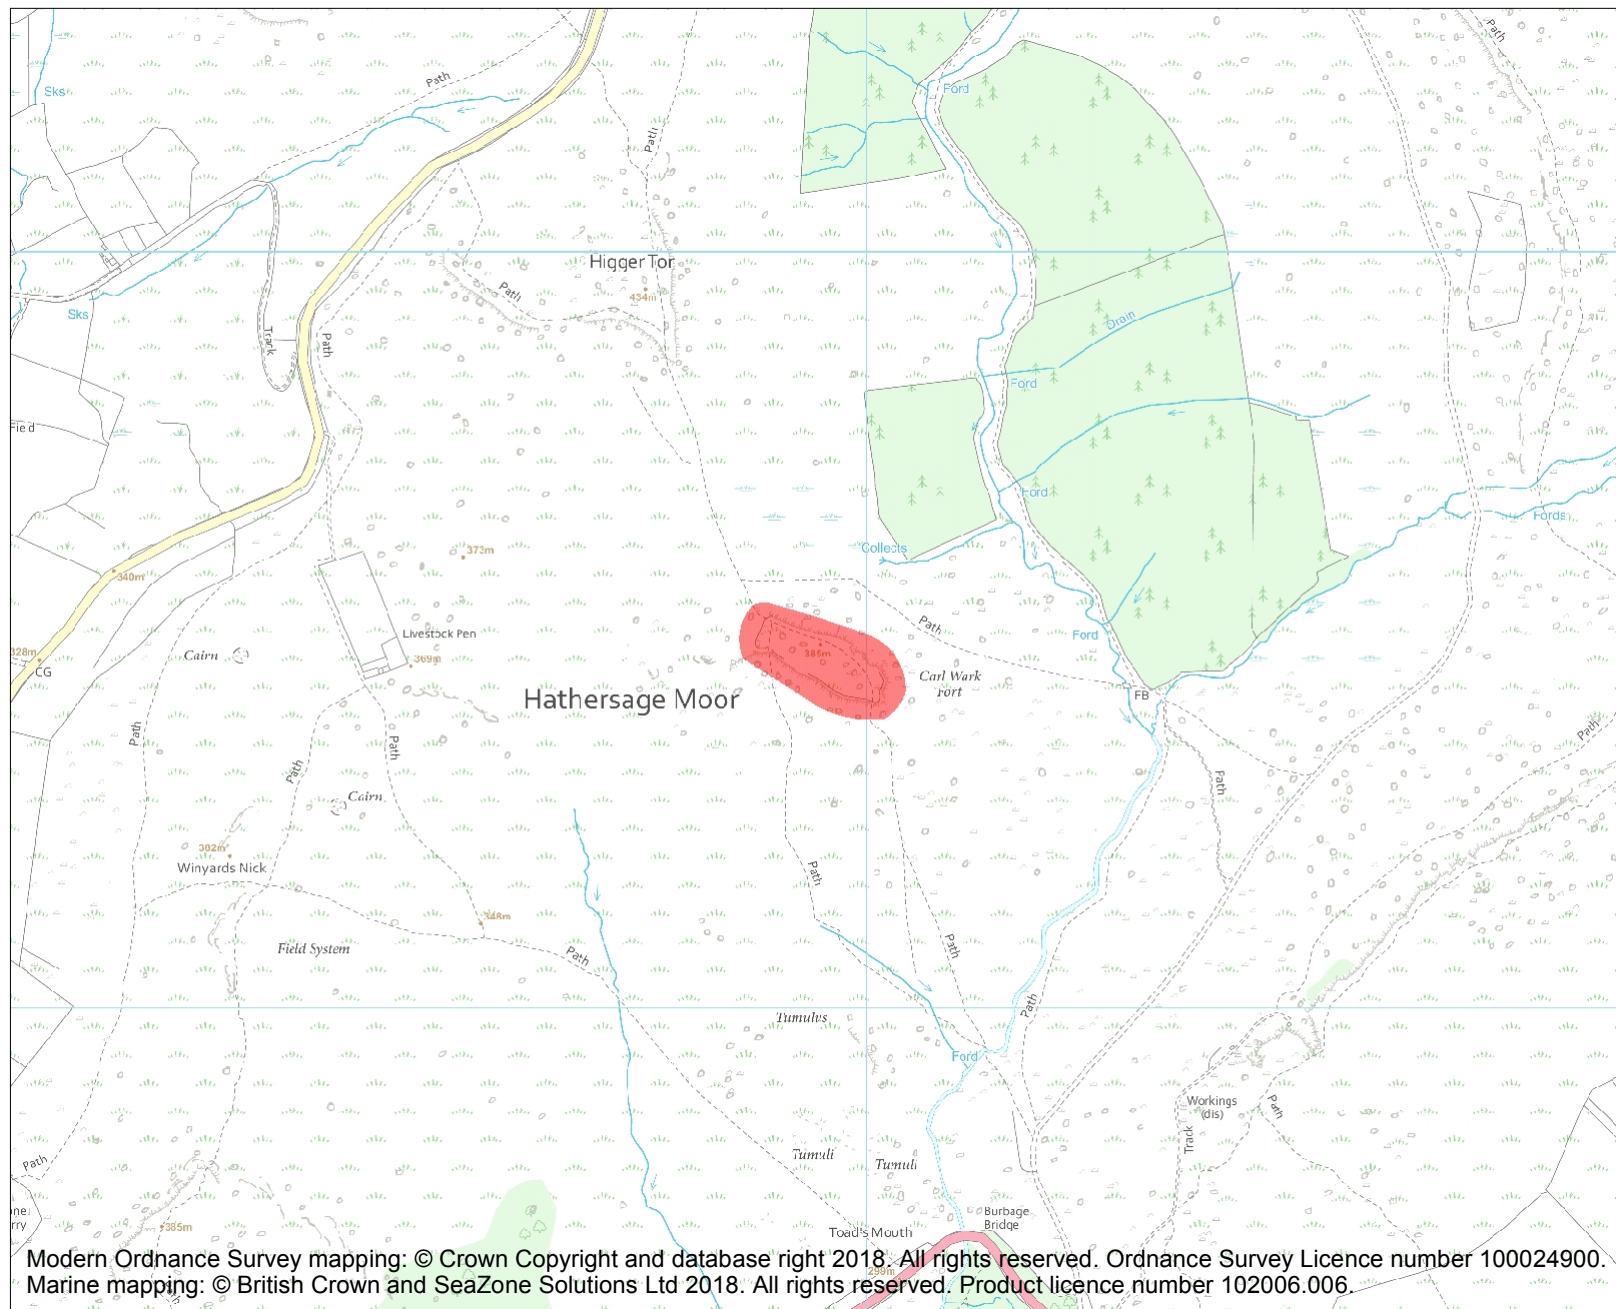 Path
Sks
Ford
Path
Path
Higger Tor
434m
Path
Sks
Track
Path
Drain
Ford
Field
Ford
Fords
Collects
373m
340m
Livestock Pen
369m
Cairn
328m
CG
Path
Ford
385m
Carl Wark
Fort
Hathersage Moor
FB
Path
Path
Path
Path
Path
Cairn
Path
302m
Winyards Nick
Path
348m
Field System
Path
Path
Path
Tumulus
Ford
Workings
(dis)
Path
Track
Tumuli
Tumuli
Path
385m
Burbage
Bridge
Toad's Mouth
299m
Path
Modern Ordnance Survey mapping: © Crown Copyright and database right 2018. All rights reserved. Ordnance Survey Licence number 100024900.
Marine mapping: © British Crown and SeaZone Solutions Ltd 2018. All rights reserved. Product licence number 102006.006.